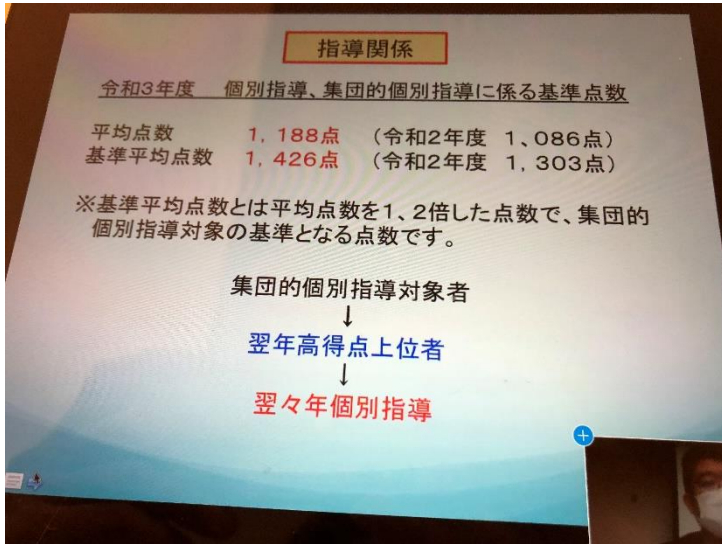 指導関係
令和3年度　個別指導、集団的個別指導に係る基準点数
平均点数　1，188点　（令和2年度　1、086点）
基準平均点数　1，426点　（令和2年度　1，303点）
※基準平均点数とは平均点数を1、2倍した点数で、集団的
個別指導対象の基準となる点数です。
集団的個別指導対象者
↓
翌年高得点上位者
↓
翌々年個別指導